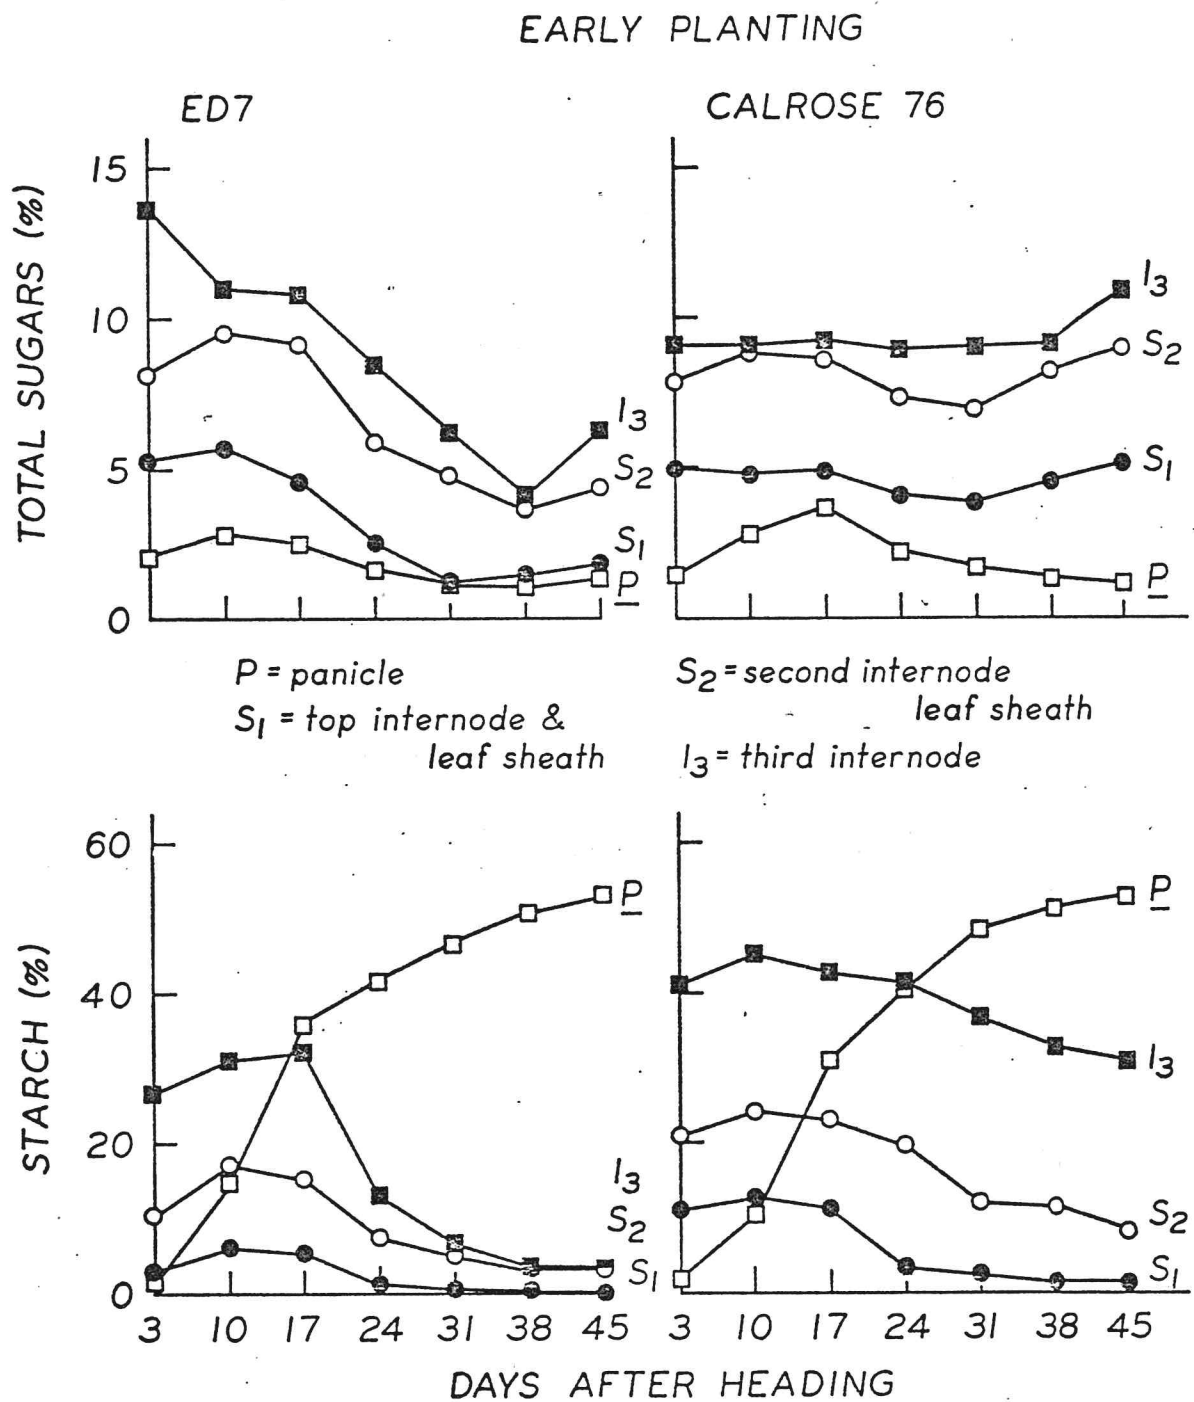 EARLY PLANTING
ED7
CALROSE 76
TOTAL SUGARS (%)
15
10
5
0
I3
S2
S1
P
I3
S2
S1
P
P = panicle
S1 = top internode &
leaf sheath
S2 = second internode
leaf sheath
I3 = third internode
STARCH (%)
60
40
20
0
P
I3
S2
S1
P
I3
S2
S1
3 10 17 24 31 38 45
3 10 17 24 31 38 45
DAYS AFTER HEADING